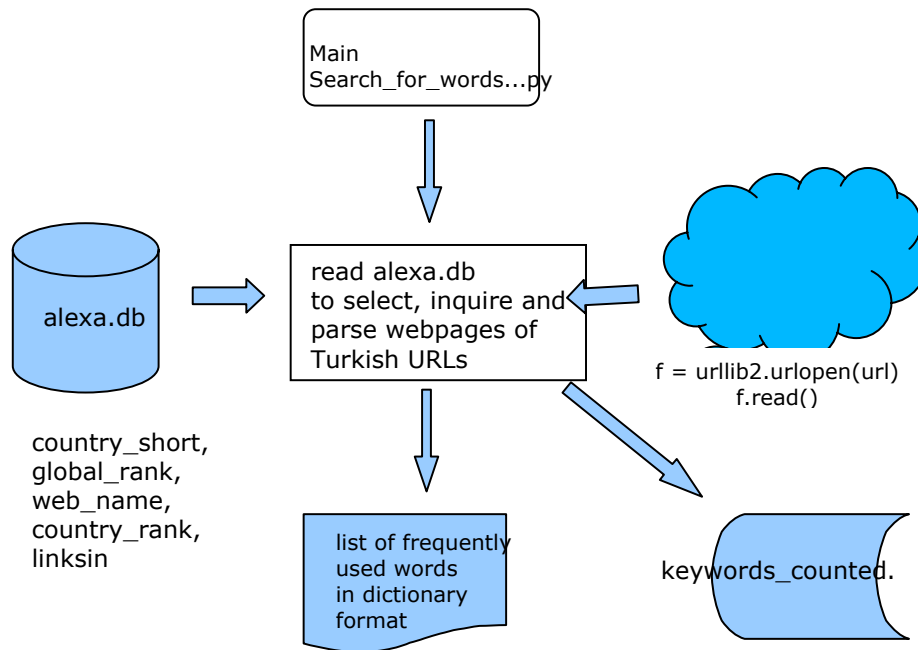 Main
Search_for_words...py
read alexa.db
to select, inquire and
parse webpages of
Turkish URLs
alexa.db
f = urllib2.urlopen(url)
f.read()
country_short,
global_rank,
web_name,
country_rank,
linksin
list of frequently
used words
in dictionary
format
keywords_counted.